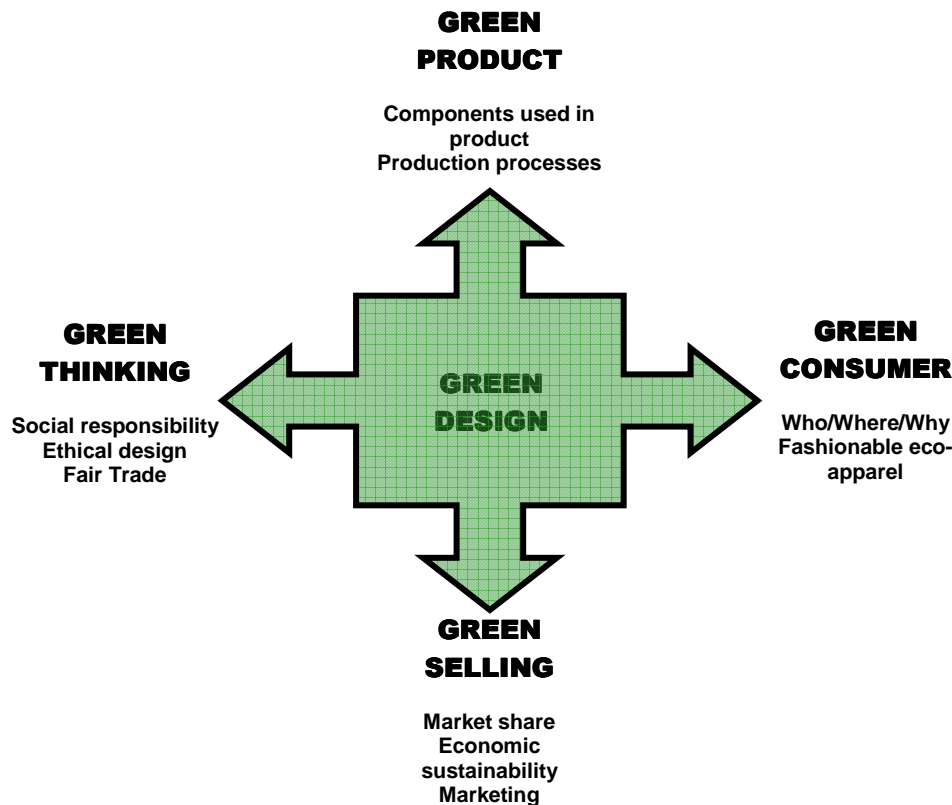 GREEN
PRODUCT
Components used in
product
Production processes
GREEN
THINKING
Social responsibility
Ethical design
Fair Trade
GREEN
DESIGN
GREEN
CONSUMER
Who/Where/Why
Fashionable eco-
apparel
GREEN
SELLING
Market share
Economic
sustainability
Marketing